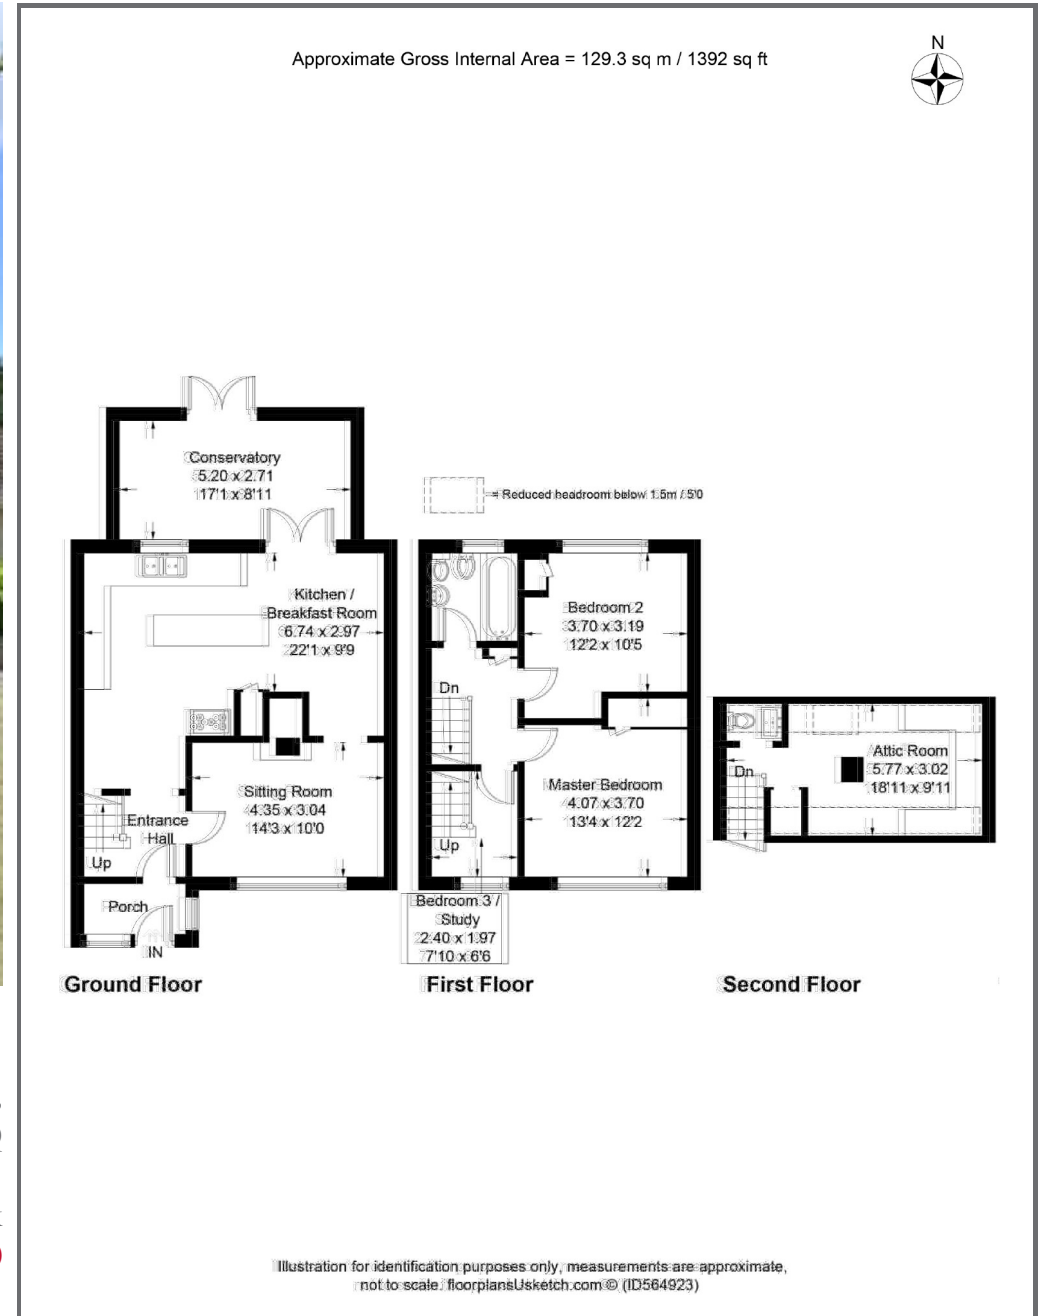 Approximate Gross Internal Area = 129.3 sq m / 1392 sq ft
N
Conservatory
5.20 x 2.71
17'1 x 8'11
= Reduced headroom below 1.5m / 5'0
Kitchen /
Breakfast Room
6.74 x 2.97
22'1 x 9'9
Sitting Room
4.35 x 3.04
14'3 x 10'0
Entrance
Hall
Up
Porch
IN
Ground Floor
Bedroom 2
3.70 x 3.19
12'2 x 10'5
Dn
Master Bedroom
4.07 x 3.70
13'4 x 12'2
Up
Bedroom 3 /
Study
2.40 x 1.97
7'10 x 6'6
First Floor
Attic Room
5.77 x 3.02
18'11 x 9'11
Dn
Second Floor
Illustration for identification purposes only, measurements are approximate,
not to scale. floorplansUsketch.com © (ID564923)